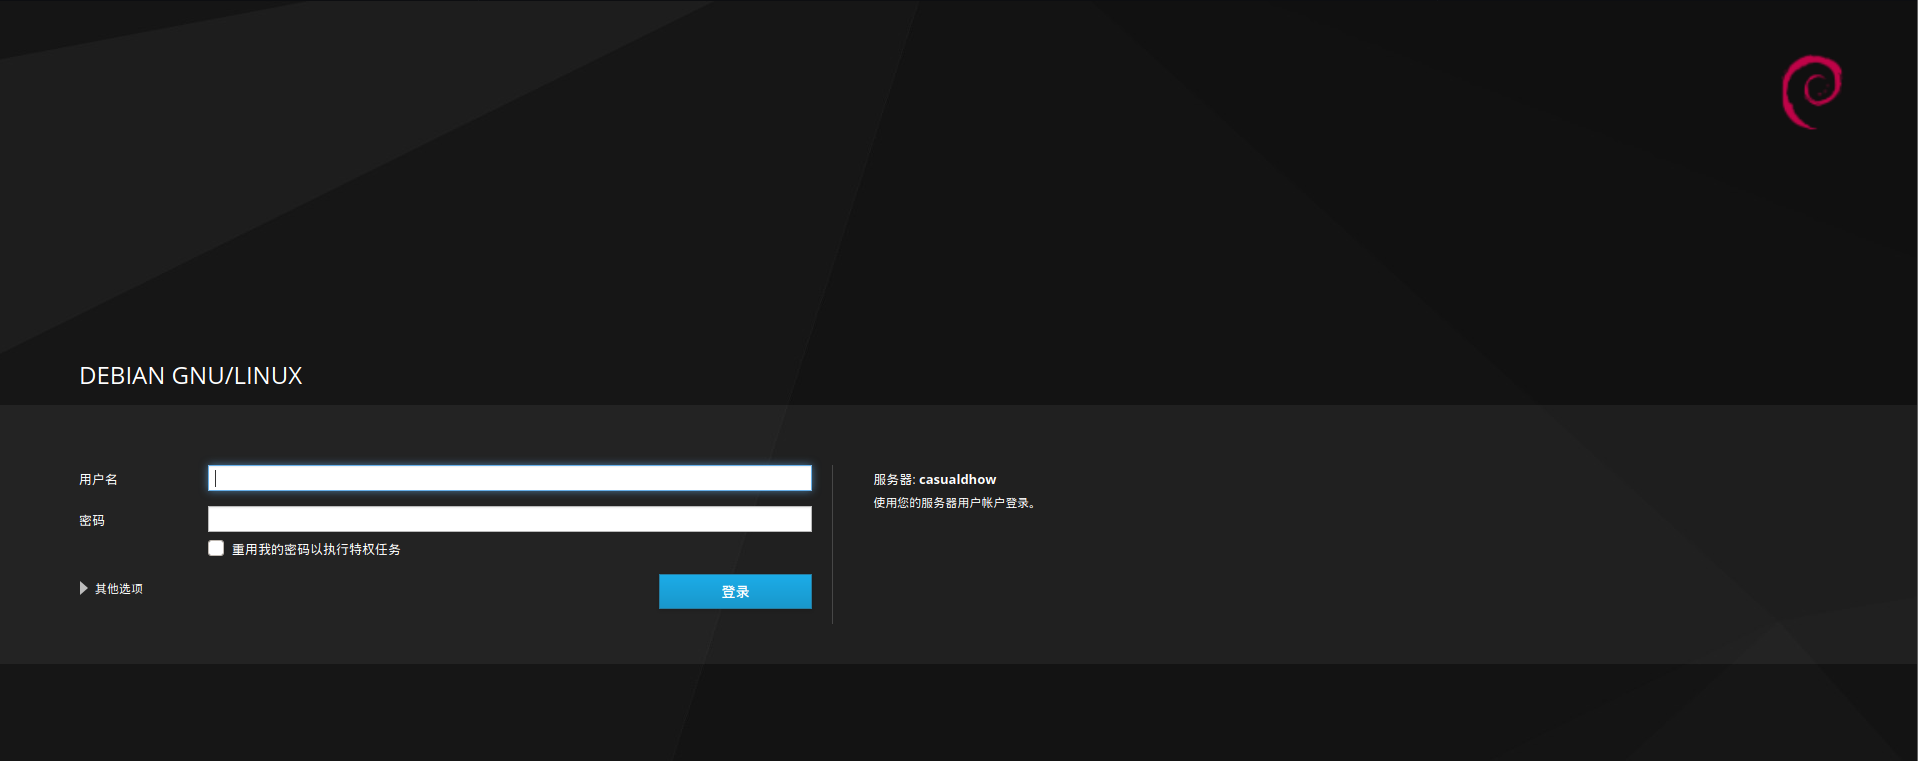 DEBIAN GNU/LINUX
用户名
密码
重用我的密码以执行特权任务
其他选项
登录
服务器: casualdhow
使用您的服务器用户帐户登录。